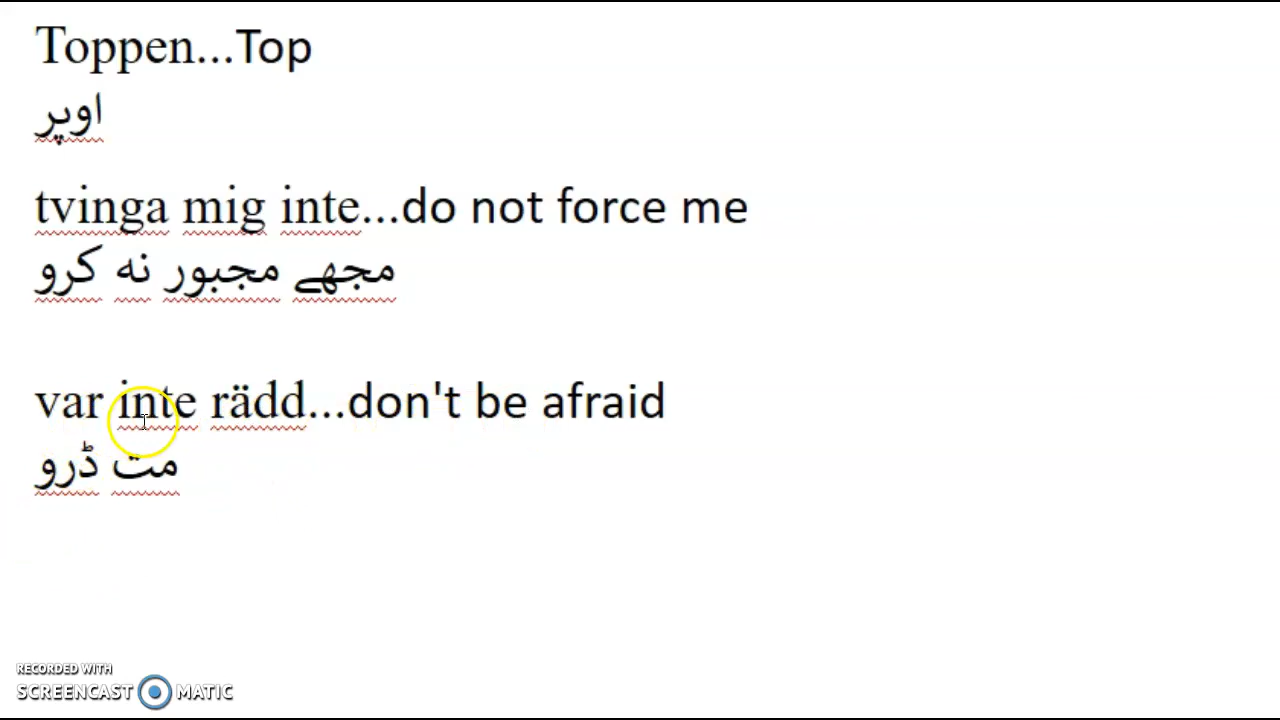 Toppen...Top
اوپر
tvinga mig inte...do not force me
مجھے مجبور نہ کرو
var inte rädd...don't be afraid
مت ڈرو
RECORDED WITH
SCREENCAST MATIC